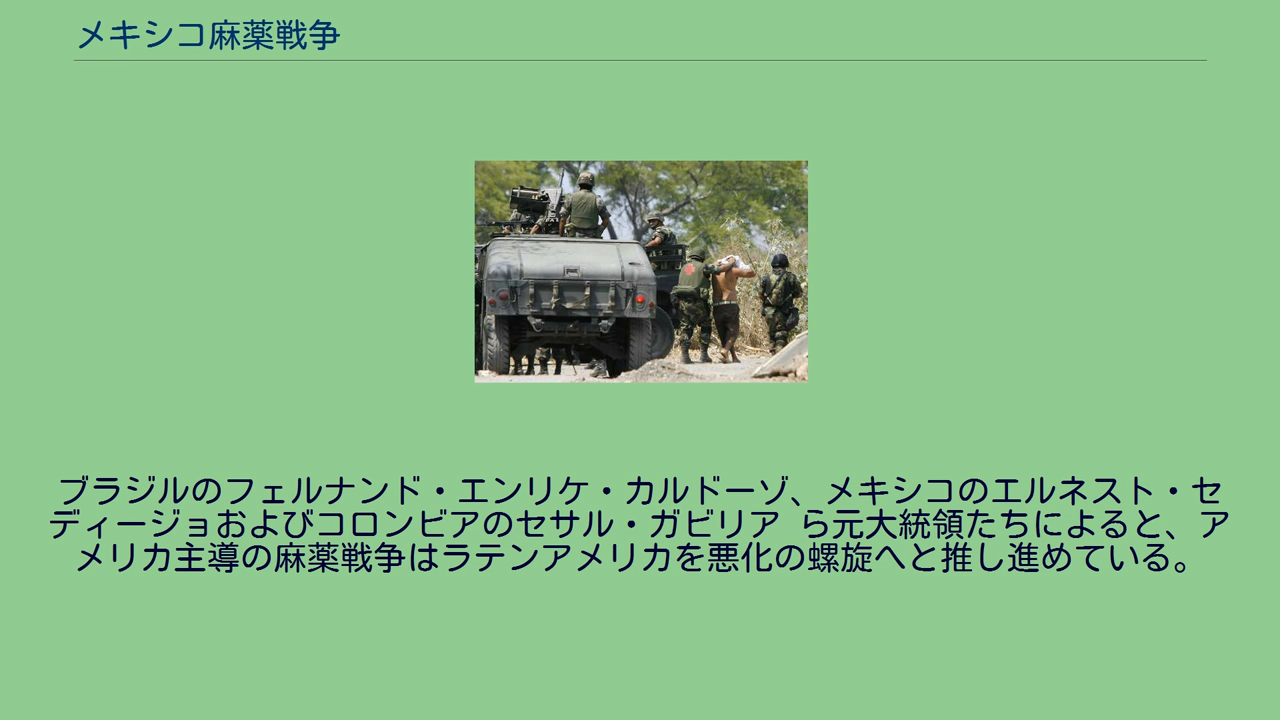 メキシコ麻薬戦争
ブラジルのフェルナンド・エンリケ・カルドーゾ、メキシコのエルネスト・セ
ディージョおよびコロンビアのセサル・ガビリア ら元大統領たちによると、ア
メリカ主導の麻薬戦争はラテンアメリカを悪化の螺旋へと推し進めている。